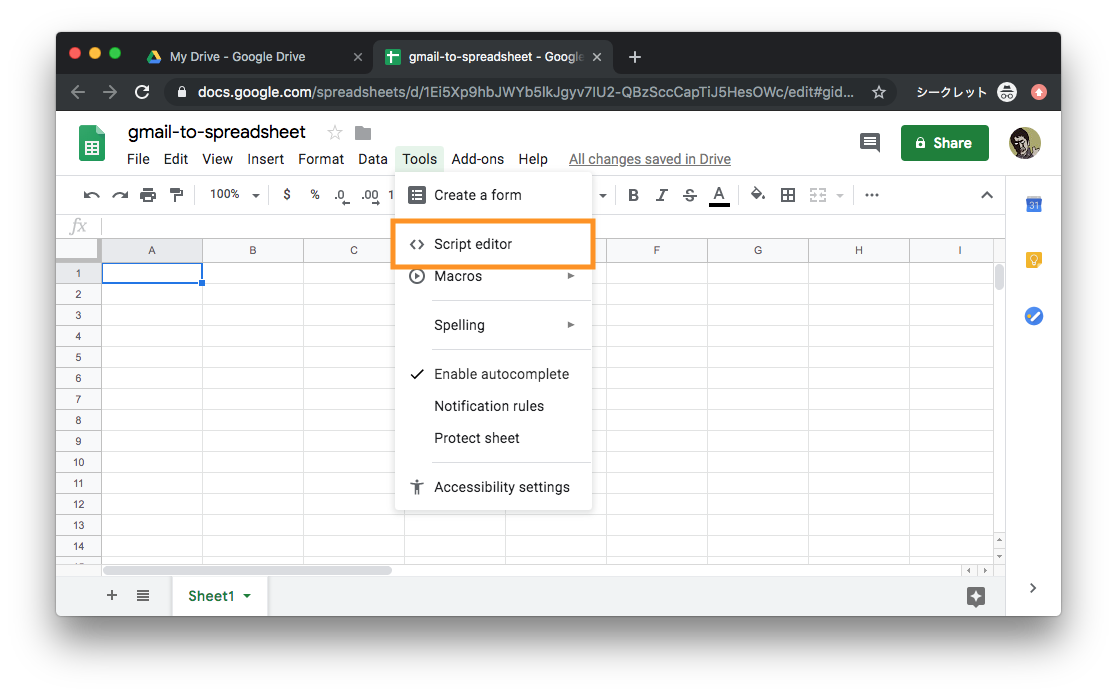 My Drive - Google Drive
gmail-to-spreadsheet - Google
docs.google.com/spreadsheets/d/1Ei5Xp9hbJWYb5lkJgyv7IU2-QBzSccCapTiJ5HesOWc/edit#gid...
シークレット
gmail-to-spreadsheet
File Edit View Insert Format Data Tools Add-ons Help All changes saved in Drive
Share
100% $ % .0 .00 1 B I S A
31
Create a form
fx
Script editor
A B C F G H I
Macros
Spelling
Enable autocomplete
Notification rules
Protect sheet
Accessibility settings
1
2
3
4
5
6
7
8
9
10
11
12
13
14
Sheet1